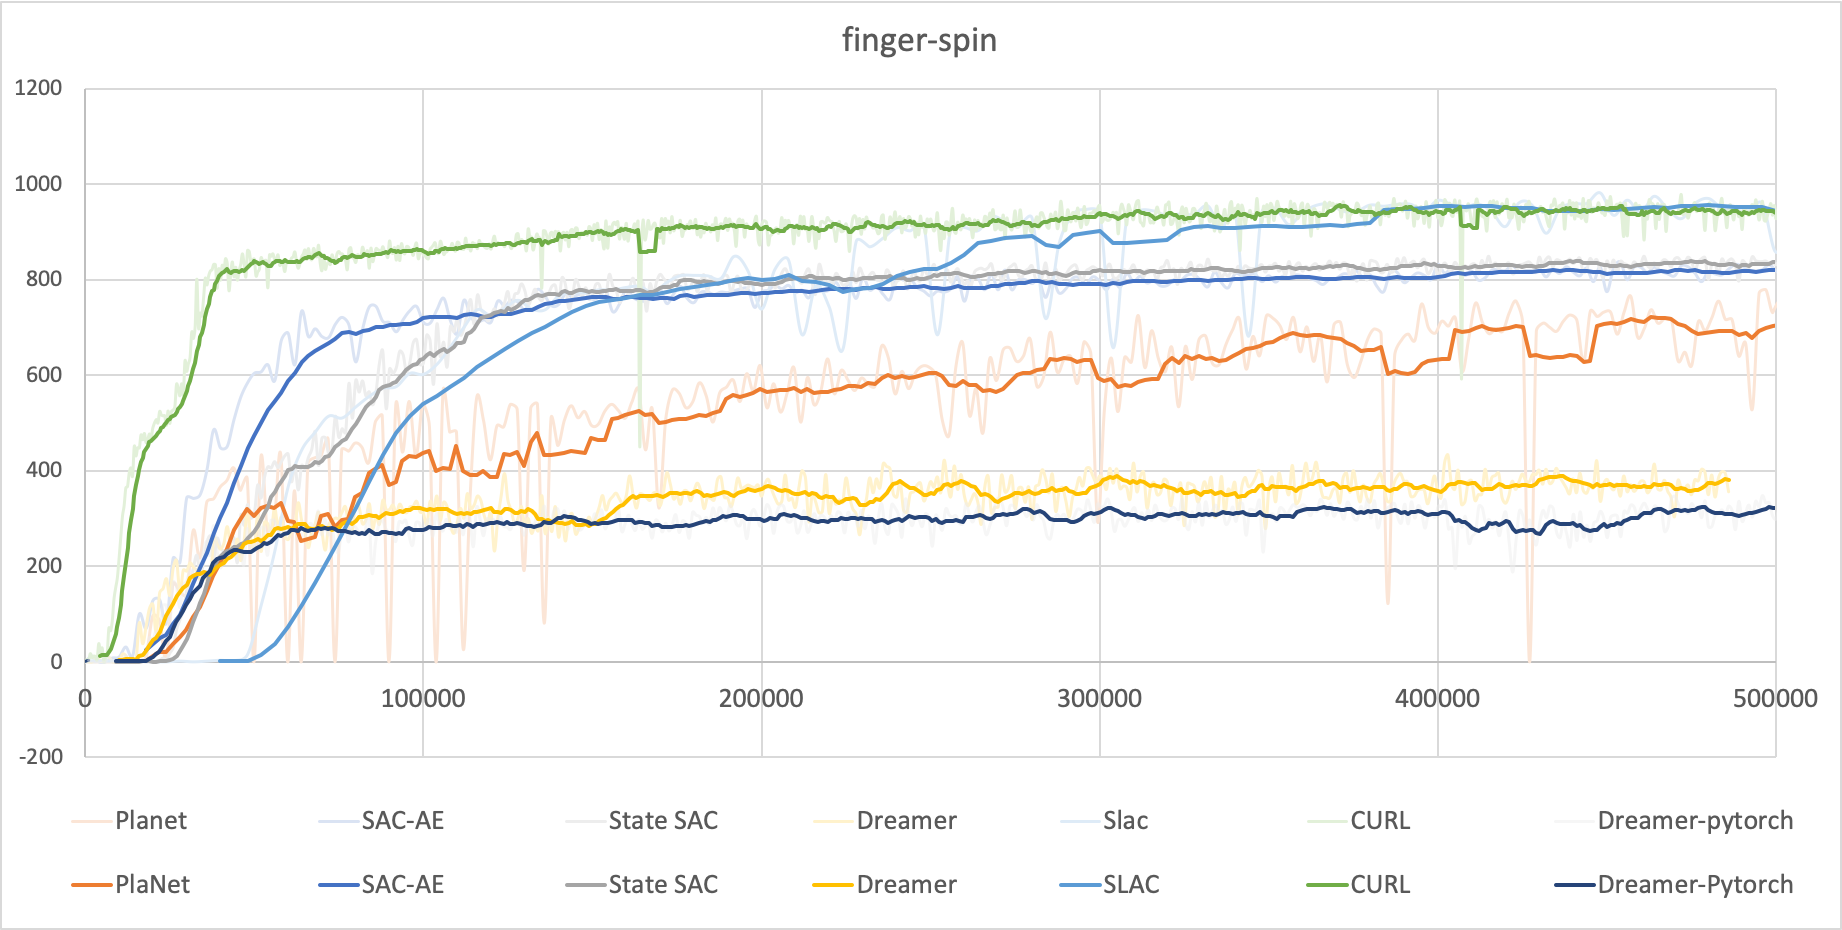 finger-spin
1200
1000
800
600
400
200
0
0 100000 200000 300000 400000 500000
-200
Planet SAC-AE State SAC Dreamer Slac CURL Dreamer-pytorch
PlaNet SAC-AE State SAC Dreamer SLAC CURL Dreamer-Pytorch